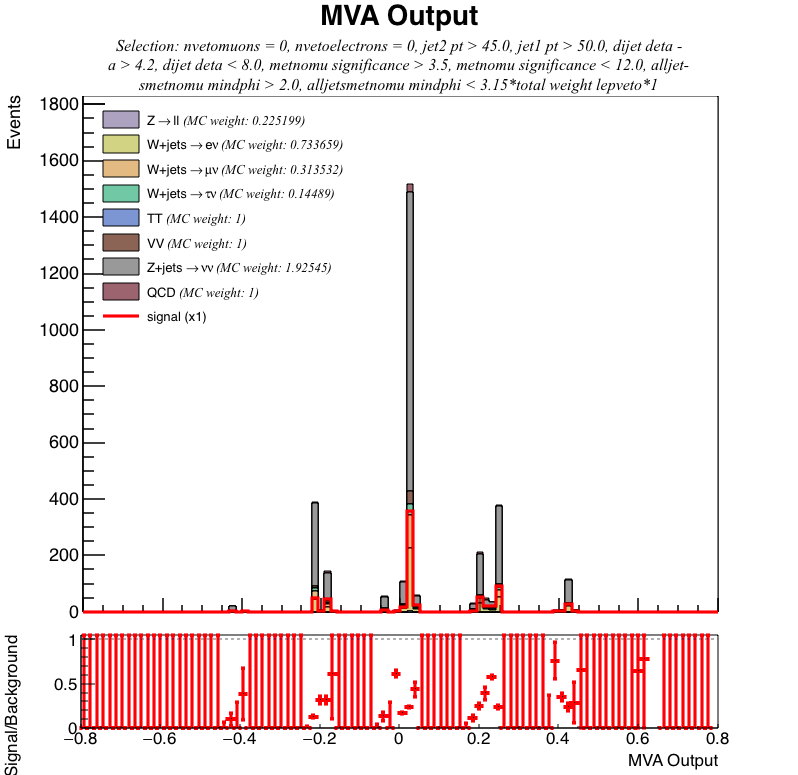 MVA Output
Selection: nvetomuons = 0, nvetoelectrons = 0, jet2 pt > 45.0, jet1 pt > 50.0, dijet deta -
a > 4.2, dijet deta < 8.0, metnomu significance > 3.5, metnomu significance < 12.0, alljet-
smetnomu mindphi > 2.0, alljetsmetnomu mindphi < 3.15*total weight lepveto*1
Events
1800
1600
1400
1200
1000
800
600
400
200
0
Z→ll (MC weight: 0.225199)
W+jets→eν (MC weight: 0.733659)
W+jets→μν (MC weight: 0.313532)
W+jets→τν (MC weight: 0.14489)
TT (MC weight: 1)
VV (MC weight: 1)
Z+jets→νν (MC weight: 1.92545)
QCD (MC weight: 1)
signal (x1)
Signal/Background
1
0.5
0
−0.8 −0.6 −0.4 −0.2 0 0.2 0.4 0.6 0.8
MVA Output